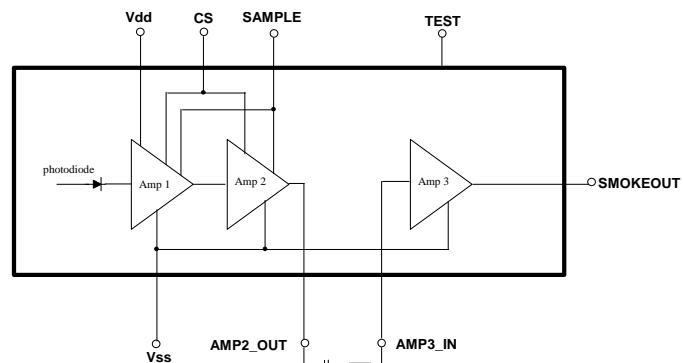 Vdd CS SAMPLE TEST
photodiode
Amp 1 Amp 2 Amp 3
SMOKEOUT
Vss AMP2_OUT AMP3_IN